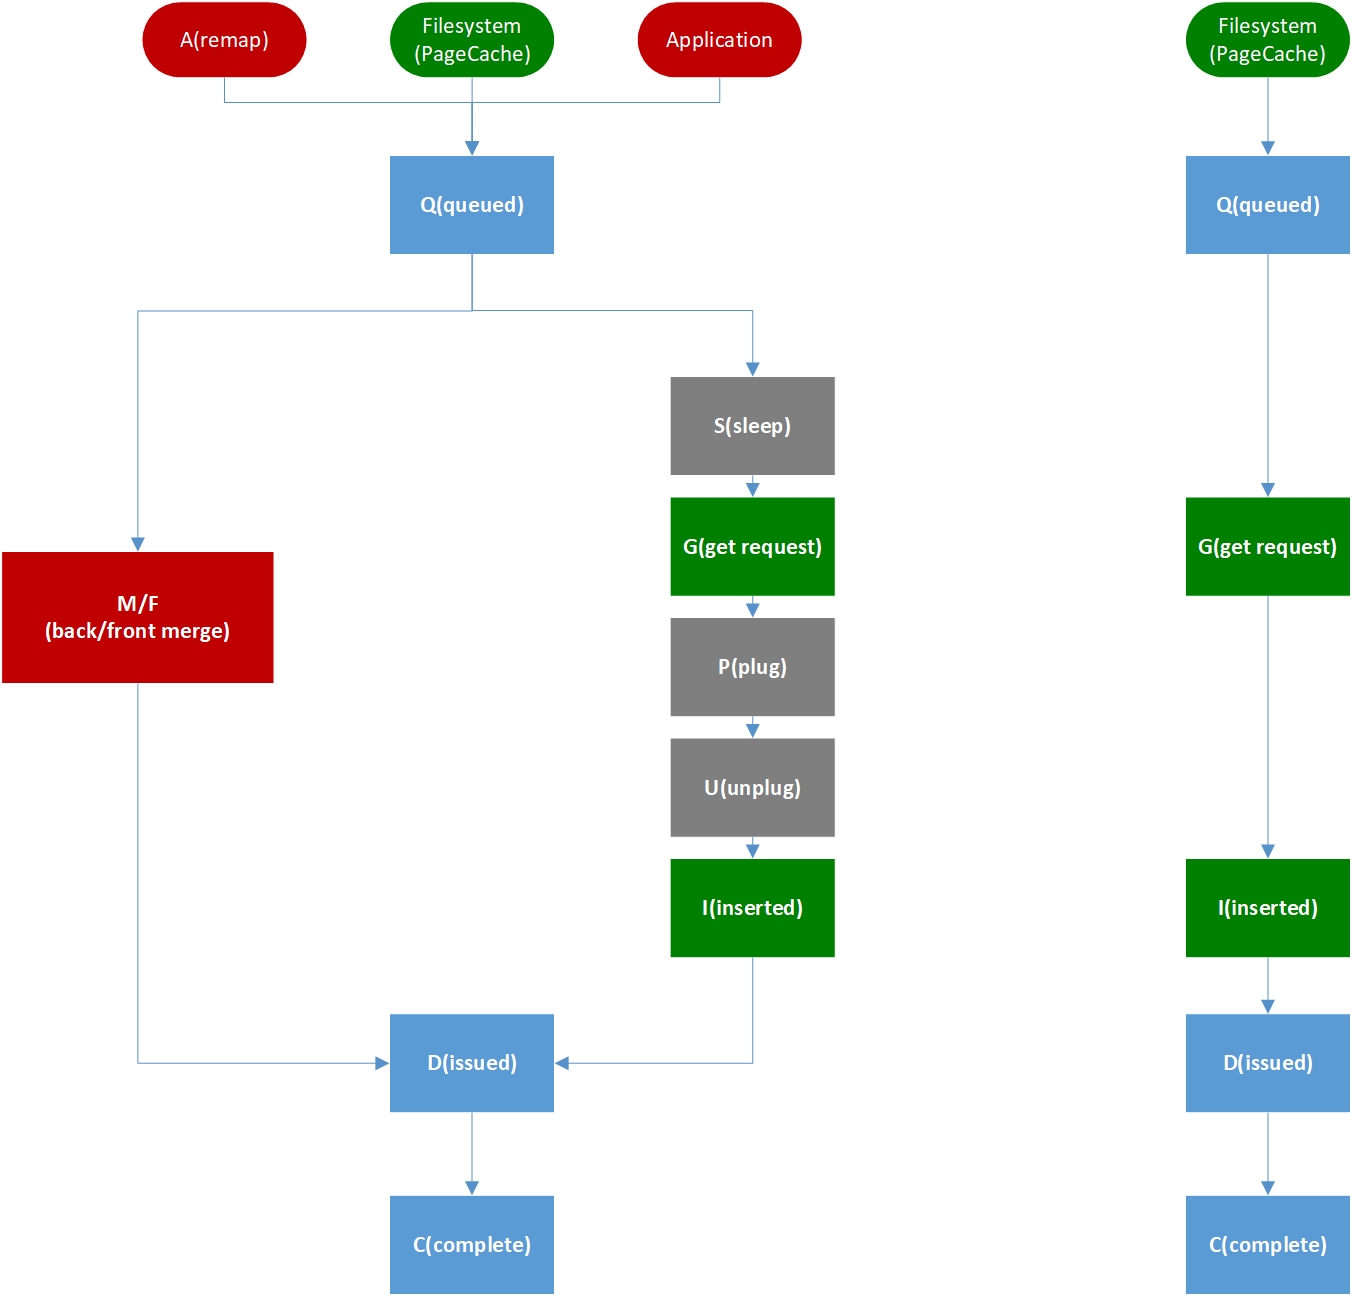 A(remap)
Filesystem
(PageCache)
Application
Q(queued)
S(sleep)
G(get request)
M/F
(back/front merge)
P(plug)
U(unplug)
I(inserted)
D(issued)
C(complete)
Filesystem
(PageCache)
Q(queued)
G(get request)
I(inserted)
D(issued)
C(complete)